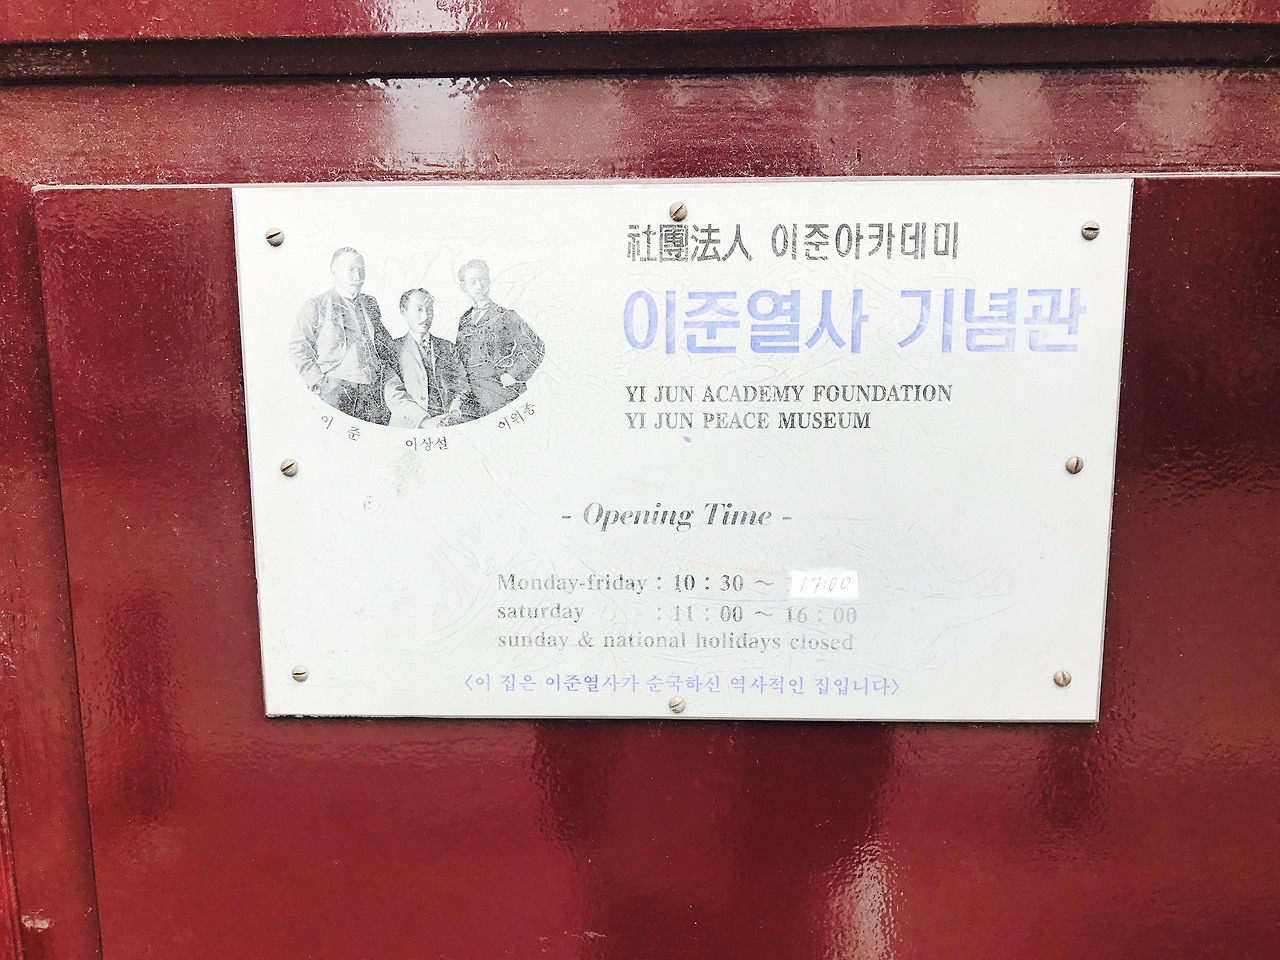 社團法人 이준아카데미
이준열사 기념관
YI JUN ACADEMY FOUNDATION
YI JUN PEACE MUSEUM
이 준
이상설
이위종
- Opening Time -
Monday-friday : 10 : 30 ~ 17:00
saturday : 11 : 00 ~ 16 : 00
sunday & national holidays closed
<이 집은 이준열사가 순국하신 역사적인 집입니다>